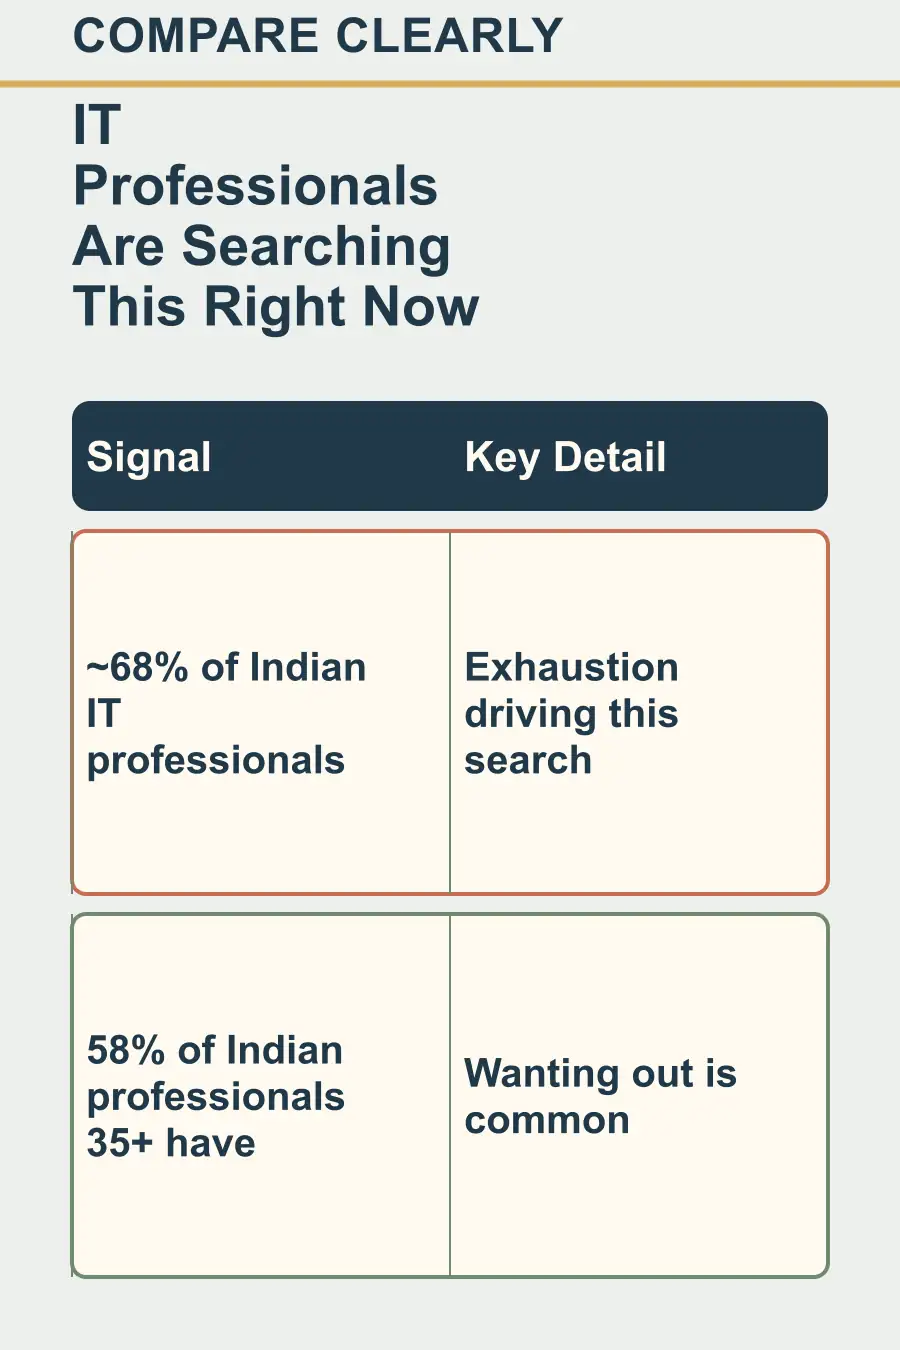 COMPARE CLEARLY
IT
Professionals
Are Searching
This Right Now
Signal
Key Detail
~68% of Indian
IT
professionals
Exhaustion
driving this
search
58% of Indian
professionals
35+ have
Wanting out is
common